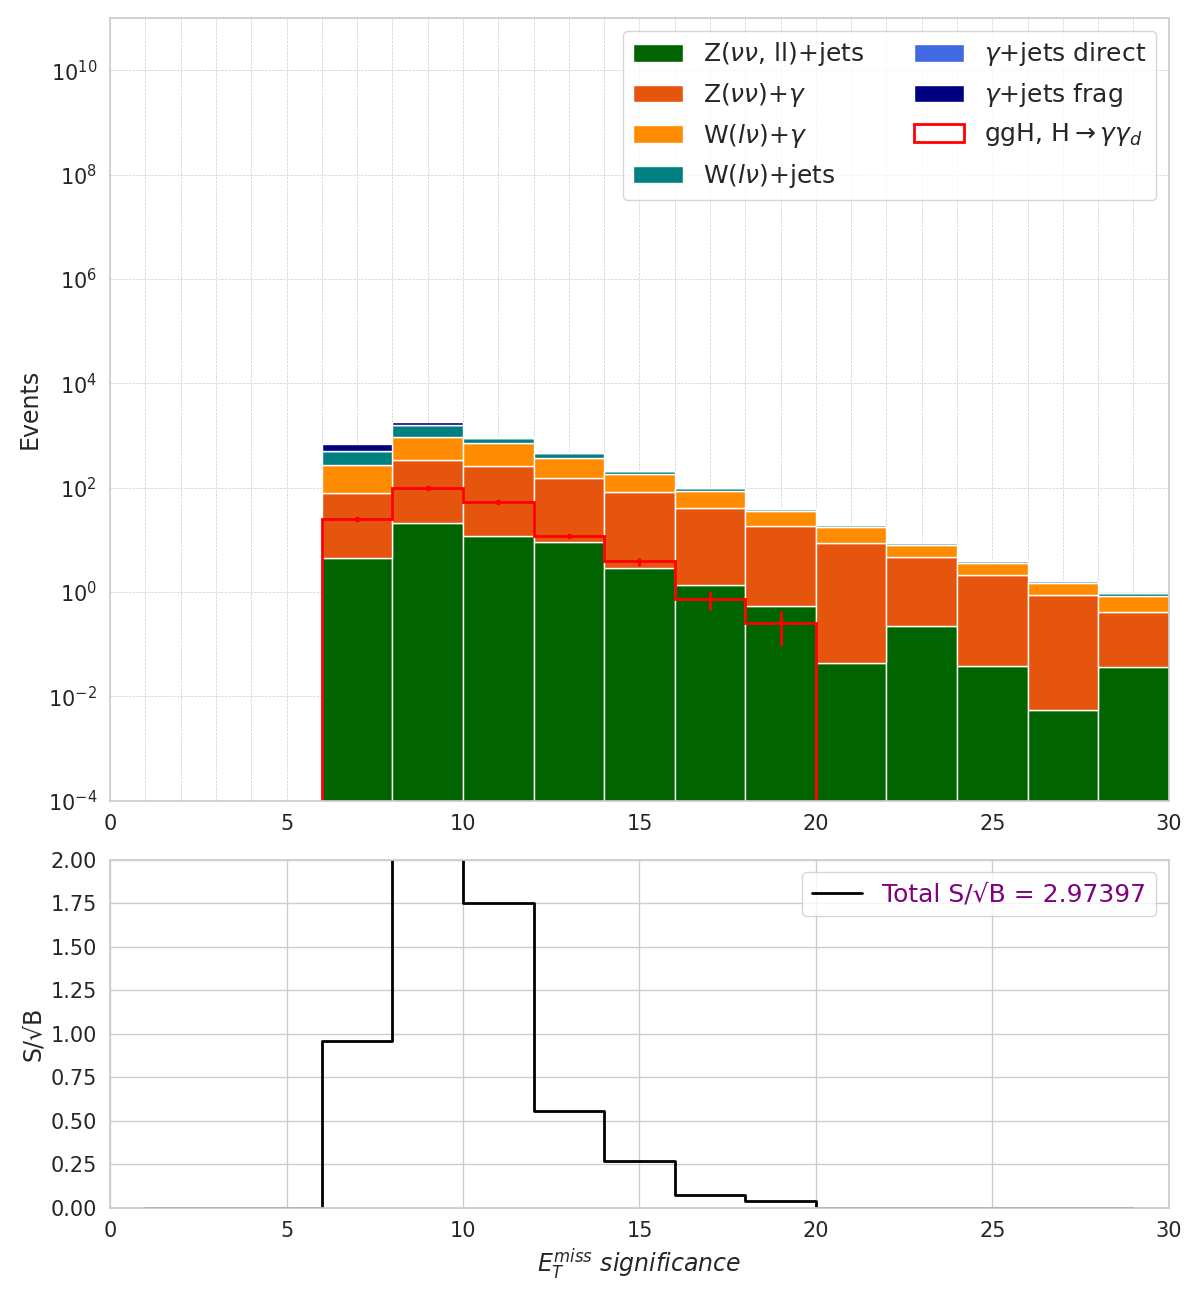 Z(νν, ll)+jets
Z(νν)+γ
W(lν)+γ
W(lν)+jets
γ+jets direct
γ+jets frag
ggH, H→γγ_d
Events
10^10
10^8
10^6
10^4
10^2
10^0
10^−2
10^−4
0 5 10 15 20 25 30
Total S/√B = 2.97397
S/√B
2.00
1.75
1.50
1.25
1.00
0.75
0.50
0.25
0.00
0 5 10 15 20 25 30
E_T^miss significance